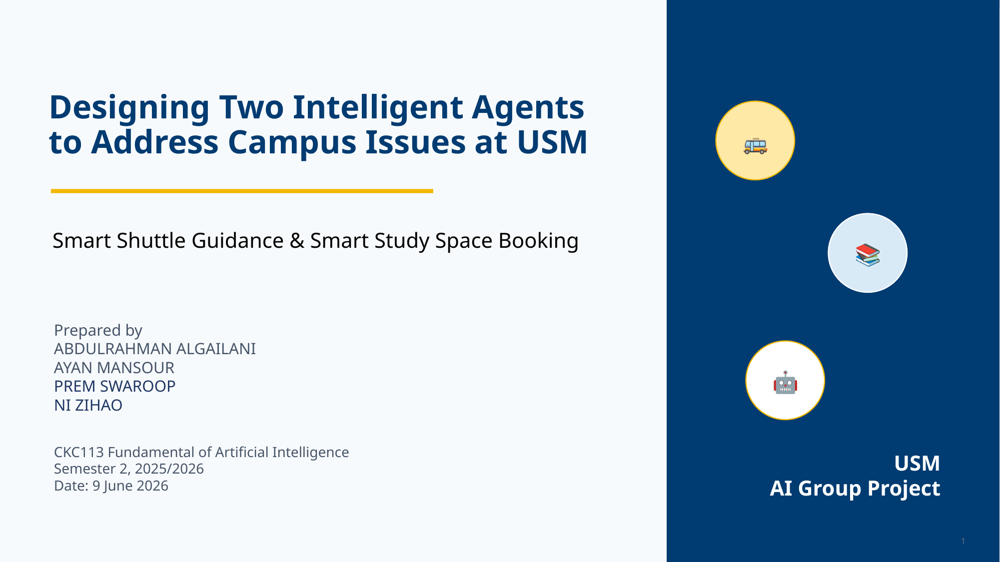 Designing Two Intelligent Agents
to Address Campus Issues at USM
Smart Shuttle Guidance & Smart Study Space Booking
Prepared by
ABDULRAHMAN ALGAILANI
AYAN MANSOUR
PREM SWAROOP
NI ZIHAO
CKC113 Fundamental of Artificial Intelligence
Semester 2, 2025/2026
Date: 9 June 2026
USM
AI Group Project
1